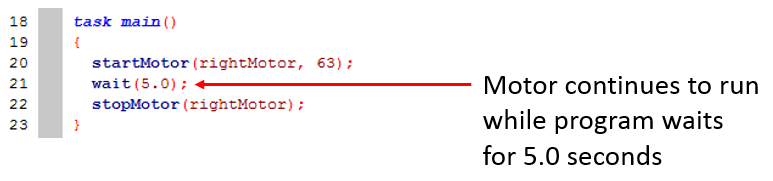 18 task main()
19 {
20 startMotor(rightMotor, 63);
21 wait(5.0);
22 stopMotor(rightMotor);
23 }
Motor continues to run
while program waits
for 5.0 seconds